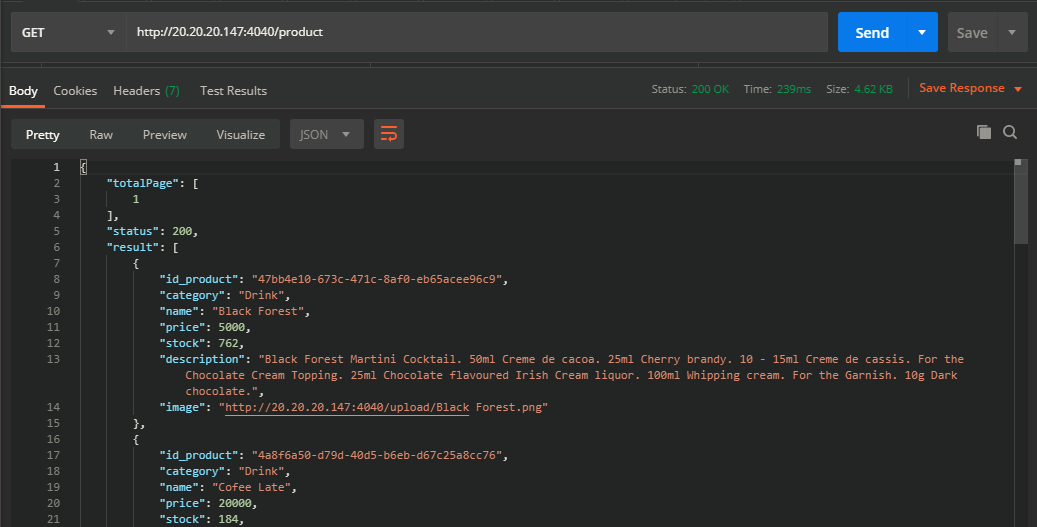 GET http://20.20.20.147:4040/product Send Save
Body Cookies Headers (7) Test Results Status: 200 OK Time: 239ms Size: 4.62 KB Save Response
Pretty Raw Preview Visualize JSON
1 {
2 "totalPage": [
3 1
4 ],
5 "status": 200,
6 "result": [
7 {
8 "id_product": "47bb4e10-673c-471c-8af0-eb65acee96c9",
9 "category": "Drink",
10 "name": "Black Forest",
11 "price": 5000,
12 "stock": 762,
13 "description": "Black Forest Martini Cocktail. 50ml Creme de cacoa. 25ml Cherry brandy. 10 - 15ml Creme de cassis. For the
Chocolate Cream Topping. 25ml Chocolate flavoured Irish Cream liquor. 100ml Whipping cream. For the Garnish. 10g Dark
chocolate.",
14 "image": "http://20.20.20.147:4040/upload/Black Forest.png"
15 },
16 {
17 "id_product": "4a8f6a50-d79d-40d5-b6eb-d67c25a8cc76",
18 "category": "Drink",
19 "name": "Cofee Late",
20 "price": 20000,
21 "stock": 184,